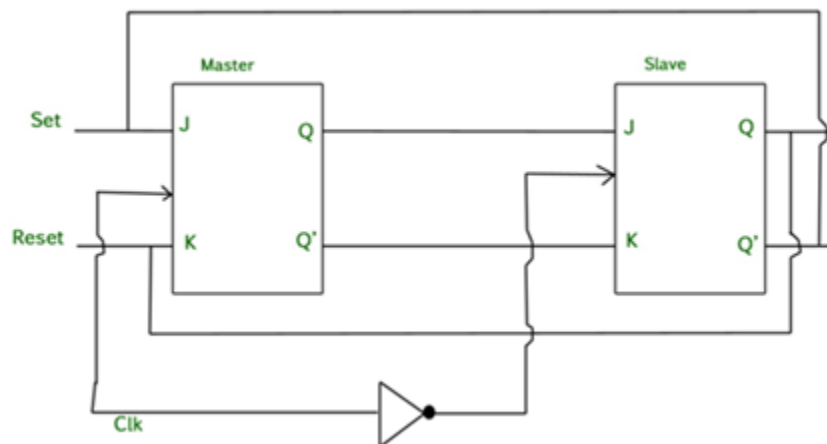 Master Slave
Set J Q J Q
Reset K Q' K Q'
Clk